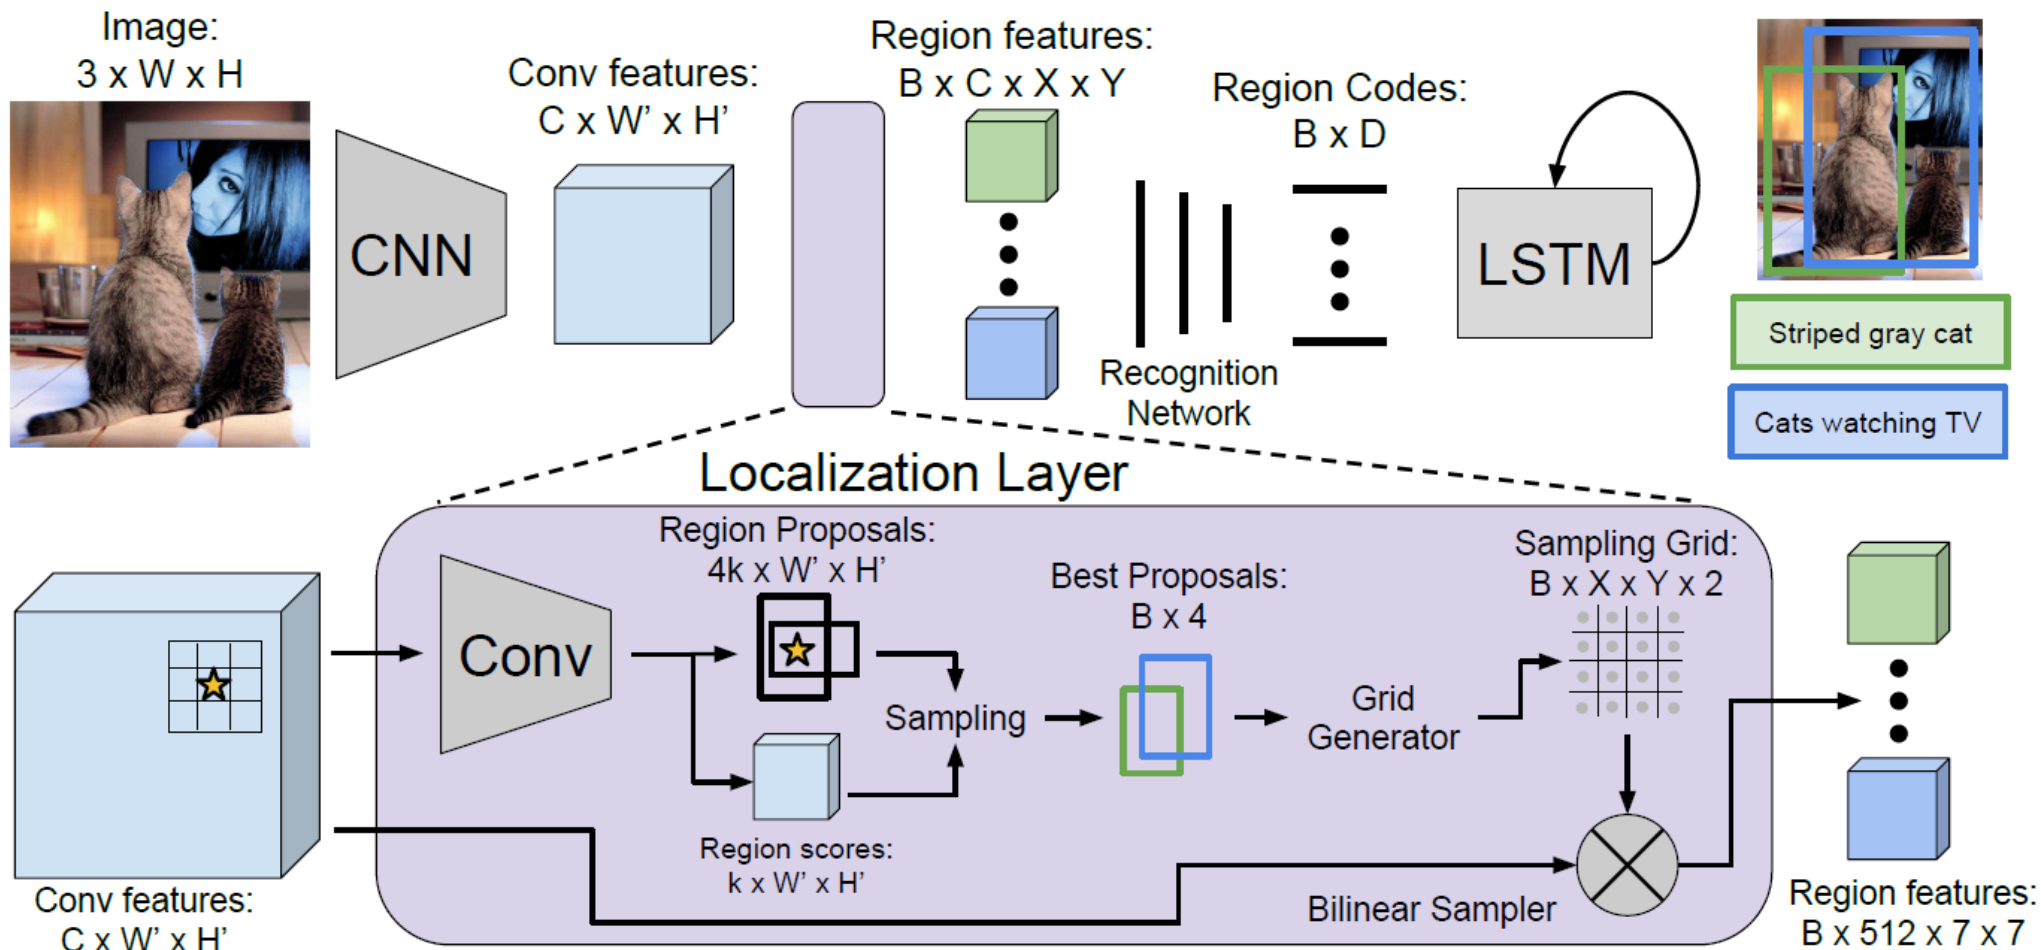 Image:
3 x W x H
Conv features:
C x W’ x H’
Region features:
B x C x X x Y
Region Codes:
B x D
CNN
LSTM
Recognition
Network
Striped gray cat
Cats watching TV
Localization Layer
Conv features:
C x W’ x H’
Conv
Region Proposals:
4k x W’ x H’
Region scores:
k x W’ x H’
Sampling
Best Proposals:
B x 4
Grid
Generator
Sampling Grid:
B x X x Y x 2
Bilinear Sampler
Region features:
B x 512 x 7 x 7